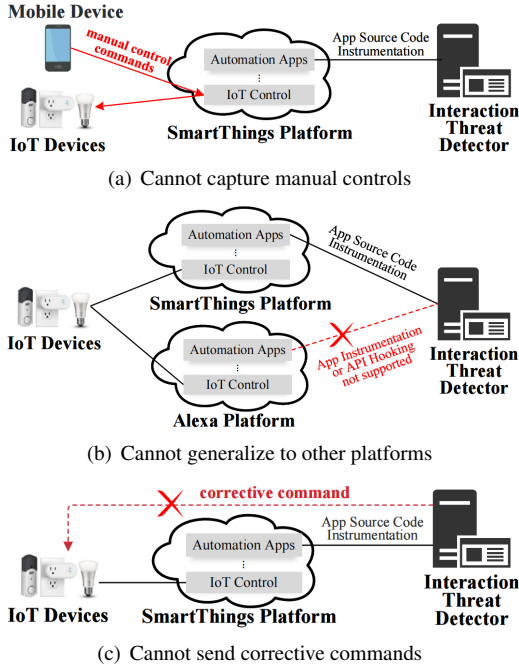 Mobile Device
manual control
commands
Automation Apps
⋮
IoT Control
App Source Code
Instrumentation
IoT Devices
SmartThings Platform
Interaction
Threat
Detector
(a) Cannot capture manual controls
Automation Apps
⋮
IoT Control
App Source Code
Instrumentation
SmartThings Platform
IoT Devices
Automation Apps
⋮
IoT Control
App Instrumentation
or API Hooking
not supported
Alexa Platform
Interaction
Threat
Detector
(b) Cannot generalize to other platforms
corrective command
Automation Apps
⋮
IoT Control
App Source Code
Instrumentation
IoT Devices
SmartThings Platform
Interaction
Threat
Detector
(c) Cannot send corrective commands